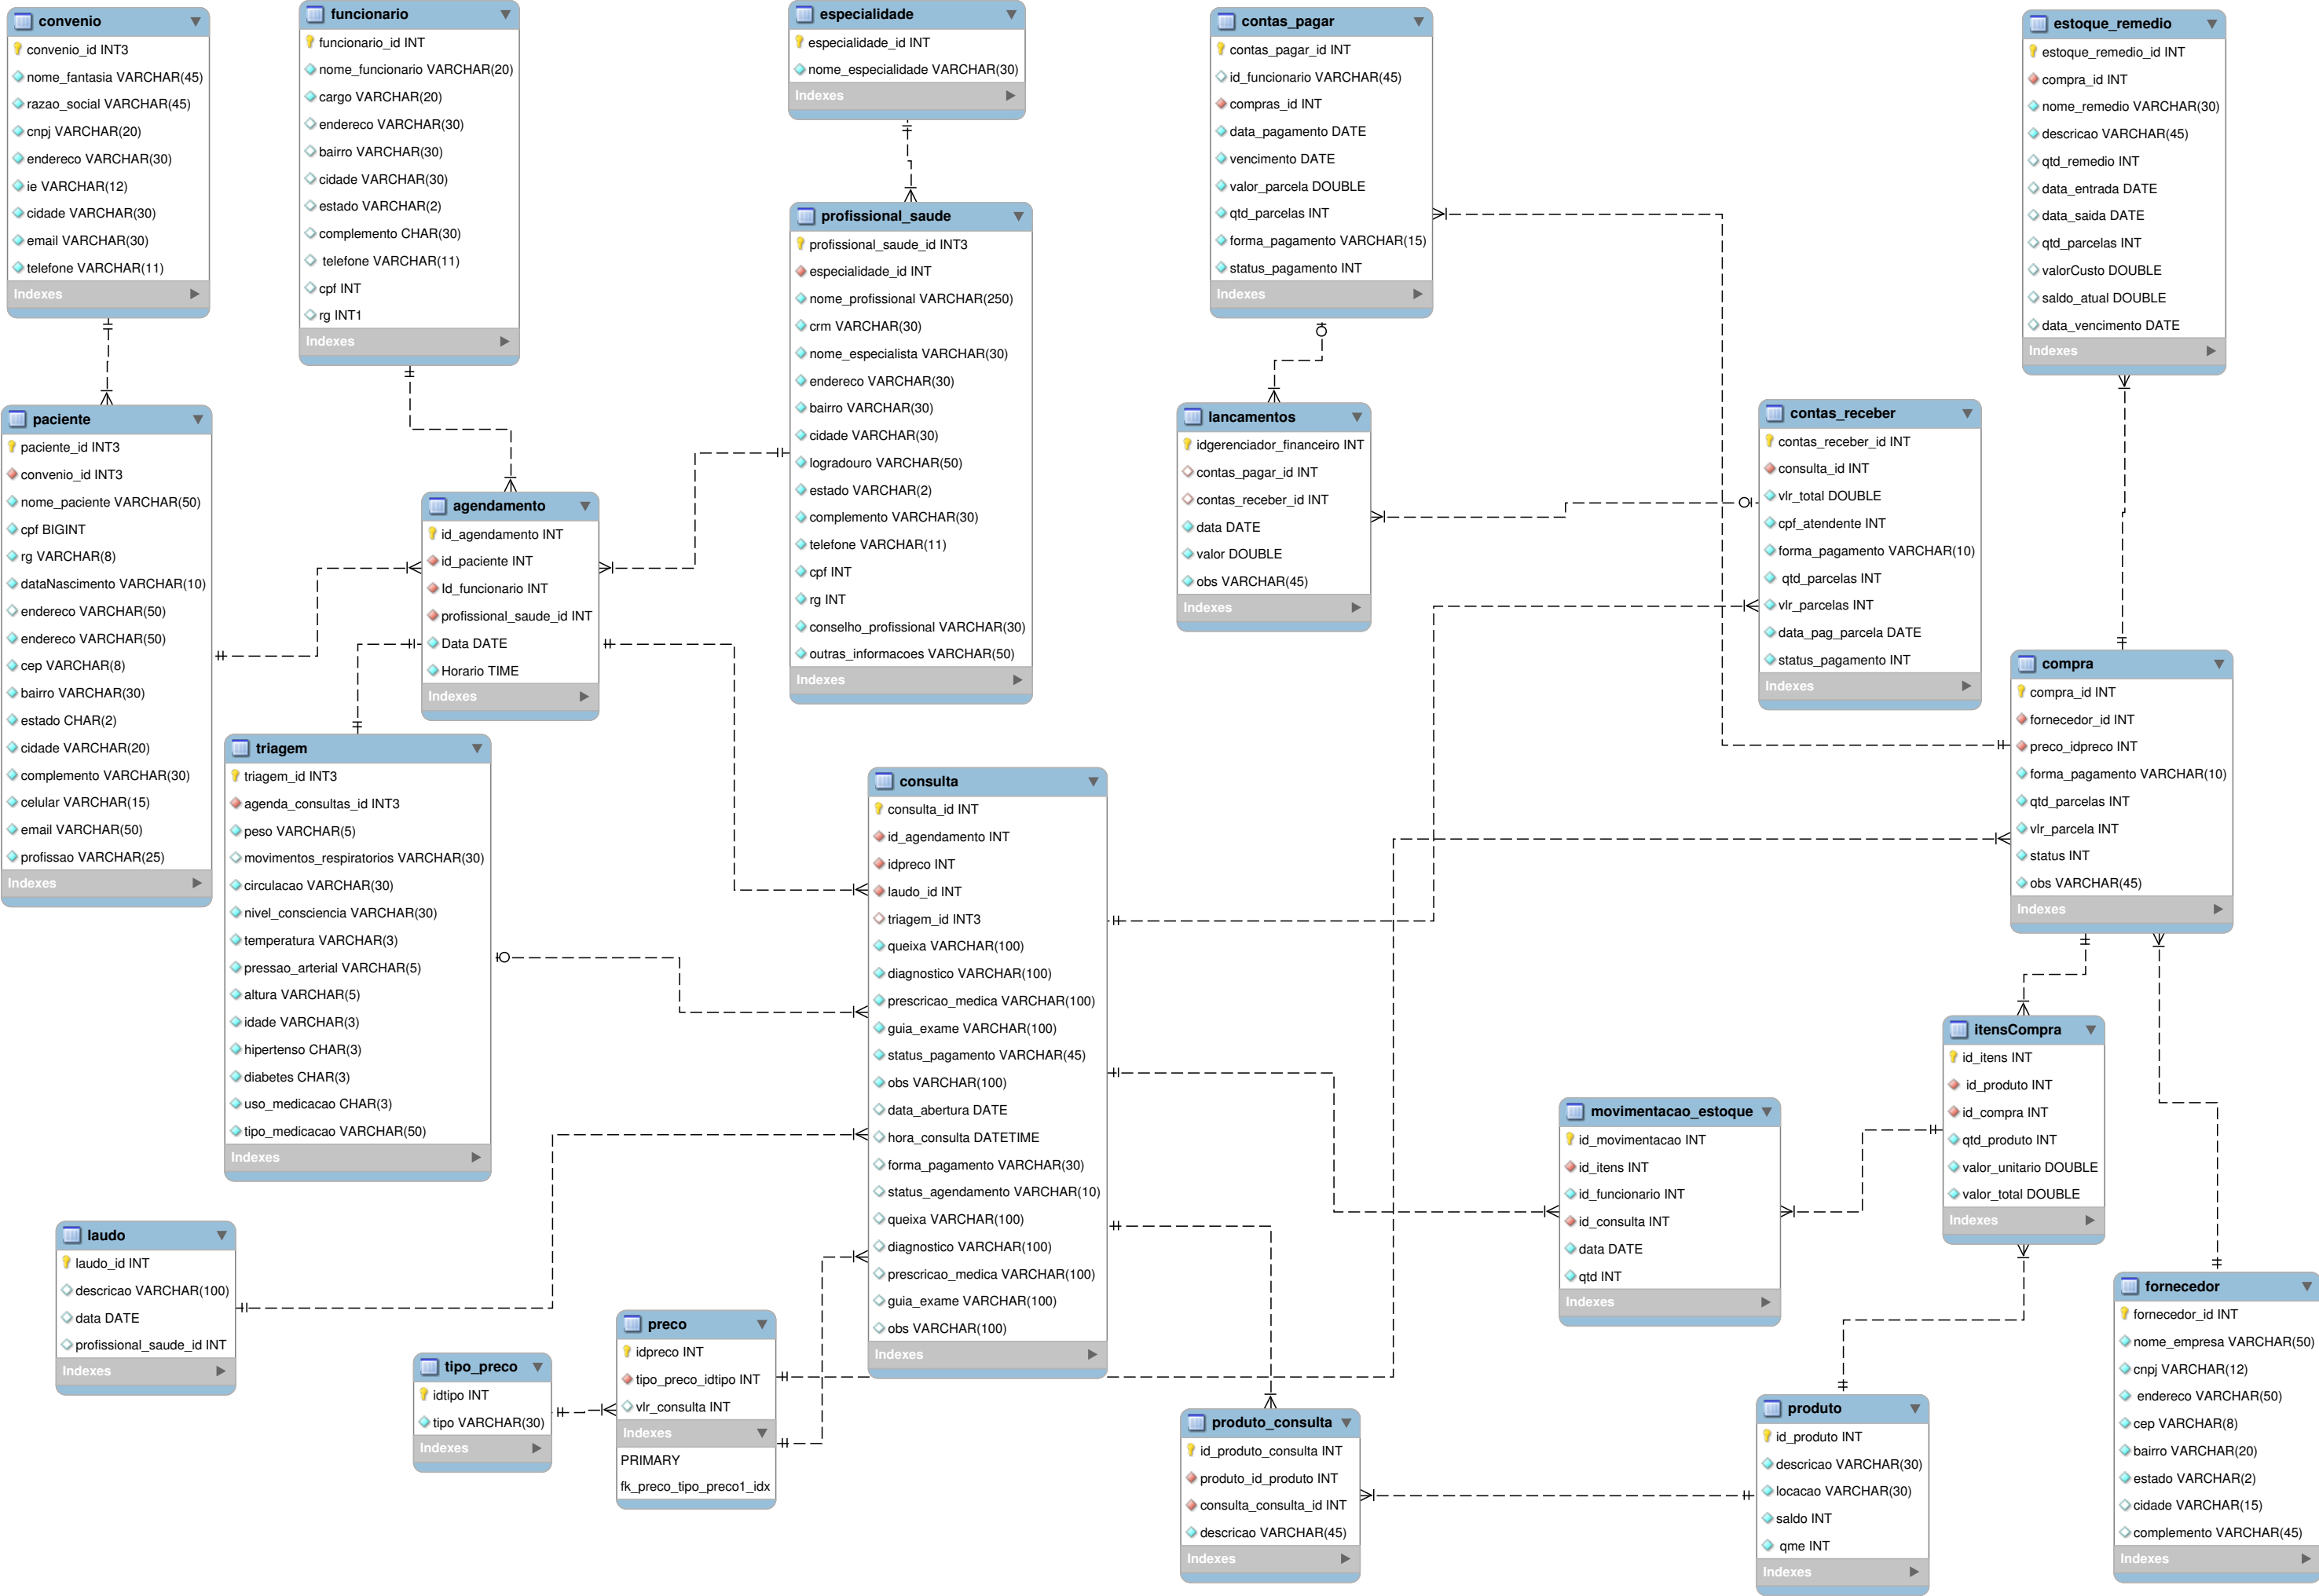 convenio
convenio_id INT3
nome_fantasia VARCHAR(45)
razao_social VARCHAR(45)
cnpj VARCHAR(20)
endereco VARCHAR(30)
ie VARCHAR(12)
cidade VARCHAR(30)
email VARCHAR(30)
telefone VARCHAR(11)
Indexes
funcionario
funcionario_id INT
nome_funcionario VARCHAR(20)
cargo VARCHAR(20)
endereco VARCHAR(30)
bairro VARCHAR(30)
cidade VARCHAR(30)
estado VARCHAR(2)
complemento CHAR(30)
telefone VARCHAR(11)
cpf INT
rg INT1
Indexes
especialidade
especialidade_id INT
nome_especialidade VARCHAR(30)
Indexes
contas_pagar
contas_pagar_id INT
id_funcionario VARCHAR(45)
compras_id INT
data_pagamento DATE
vencimento DATE
valor_parcela DOUBLE
qtd_parcelas INT
forma_pagamento VARCHAR(15)
status_pagamento INT
Indexes
estoque_remedio
estoque_remedio_id INT
compra_id INT
nome_remedio VARCHAR(30)
descricao VARCHAR(45)
qtd_remedio INT
data_entrada DATE
data_saida DATE
qtd_parcelas INT
valorCusto DOUBLE
saldo_atual DOUBLE
data_vencimento DATE
Indexes
profissional_saude
profissional_saude_id INT3
especialidade_id INT
nome_profissional VARCHAR(250)
crm VARCHAR(30)
nome_especialista VARCHAR(30)
endereco VARCHAR(30)
bairro VARCHAR(30)
cidade VARCHAR(30)
logradouro VARCHAR(50)
estado VARCHAR(2)
complemento VARCHAR(30)
telefone VARCHAR(11)
cpf INT
rg INT
conselho_profissional VARCHAR(30)
outras_informacoes VARCHAR(50)
Indexes
paciente
paciente_id INT3
convenio_id INT3
nome_paciente VARCHAR(50)
cpf BIGINT
rg VARCHAR(8)
dataNascimento VARCHAR(10)
endereco VARCHAR(50)
endereco VARCHAR(50)
cep VARCHAR(8)
bairro VARCHAR(30)
estado CHAR(2)
cidade VARCHAR(20)
complemento VARCHAR(30)
celular VARCHAR(15)
email VARCHAR(50)
profissao VARCHAR(25)
Indexes
agendamento
id_agendamento INT
id_paciente INT
Id_funcionario INT
profissional_saude_id INT
Data DATE
Horario TIME
Indexes
lancamentos
idgerenciador_financeiro INT
contas_pagar_id INT
contas_receber_id INT
data DATE
valor DOUBLE
obs VARCHAR(45)
Indexes
contas_receber
contas_receber_id INT
consulta_id INT
vlr_total DOUBLE
cpf_atendente INT
forma_pagamento VARCHAR(10)
qtd_parcelas INT
vlr_parcelas INT
data_pag_parcela DATE
status_pagamento INT
Indexes
compra
compra_id INT
fornecedor_id INT
preco_idpreco INT
forma_pagamento VARCHAR(10)
qtd_parcelas INT
vlr_parcela INT
status INT
obs VARCHAR(45)
Indexes
triagem
triagem_id INT3
agenda_consultas_id INT3
peso VARCHAR(5)
movimentos_respiratorios VARCHAR(30)
circulacao VARCHAR(30)
nivel_consciencia VARCHAR(30)
temperatura VARCHAR(3)
pressao_arterial VARCHAR(5)
altura VARCHAR(5)
idade VARCHAR(3)
hipertenso CHAR(3)
diabetes CHAR(3)
uso_medicacao CHAR(3)
tipo_medicacao VARCHAR(50)
Indexes
consulta
consulta_id INT
id_agendamento INT
idpreco INT
laudo_id INT
triagem_id INT3
queixa VARCHAR(100)
diagnostico VARCHAR(100)
prescricao_medica VARCHAR(100)
guia_exame VARCHAR(100)
status_pagamento VARCHAR(45)
obs VARCHAR(100)
data_abertura DATE
hora_consulta DATETIME
forma_pagamento VARCHAR(30)
status_agendamento VARCHAR(10)
queixa VARCHAR(100)
diagnostico VARCHAR(100)
prescricao_medica VARCHAR(100)
guia_exame VARCHAR(100)
obs VARCHAR(100)
Indexes
itensCompra
id_itens INT
id_produto INT
id_compra INT
qtd_produto INT
valor_unitario DOUBLE
valor_total DOUBLE
Indexes
movimentacao_estoque
id_movimentacao INT
id_itens INT
id_funcionario INT
id_consulta INT
data DATE
qtd INT
Indexes
laudo
laudo_id INT
descricao VARCHAR(100)
data DATE
profissional_saude_id INT
Indexes
fornecedor
fornecedor_id INT
nome_empresa VARCHAR(50)
cnpj VARCHAR(12)
endereco VARCHAR(50)
cep VARCHAR(8)
bairro VARCHAR(20)
estado VARCHAR(2)
cidade VARCHAR(15)
complemento VARCHAR(45)
Indexes
preco
idpreco INT
tipo_preco_idtipo INT
vlr_consulta INT
Indexes
PRIMARY
fk_preco_tipo_preco1_idx
tipo_preco
idtipo INT
tipo VARCHAR(30)
Indexes
produto_consulta
id_produto_consulta INT
produto_id_produto INT
consulta_consulta_id INT
descricao VARCHAR(45)
Indexes
produto
id_produto INT
descricao VARCHAR(30)
locacao VARCHAR(30)
saldo INT
qme INT
Indexes